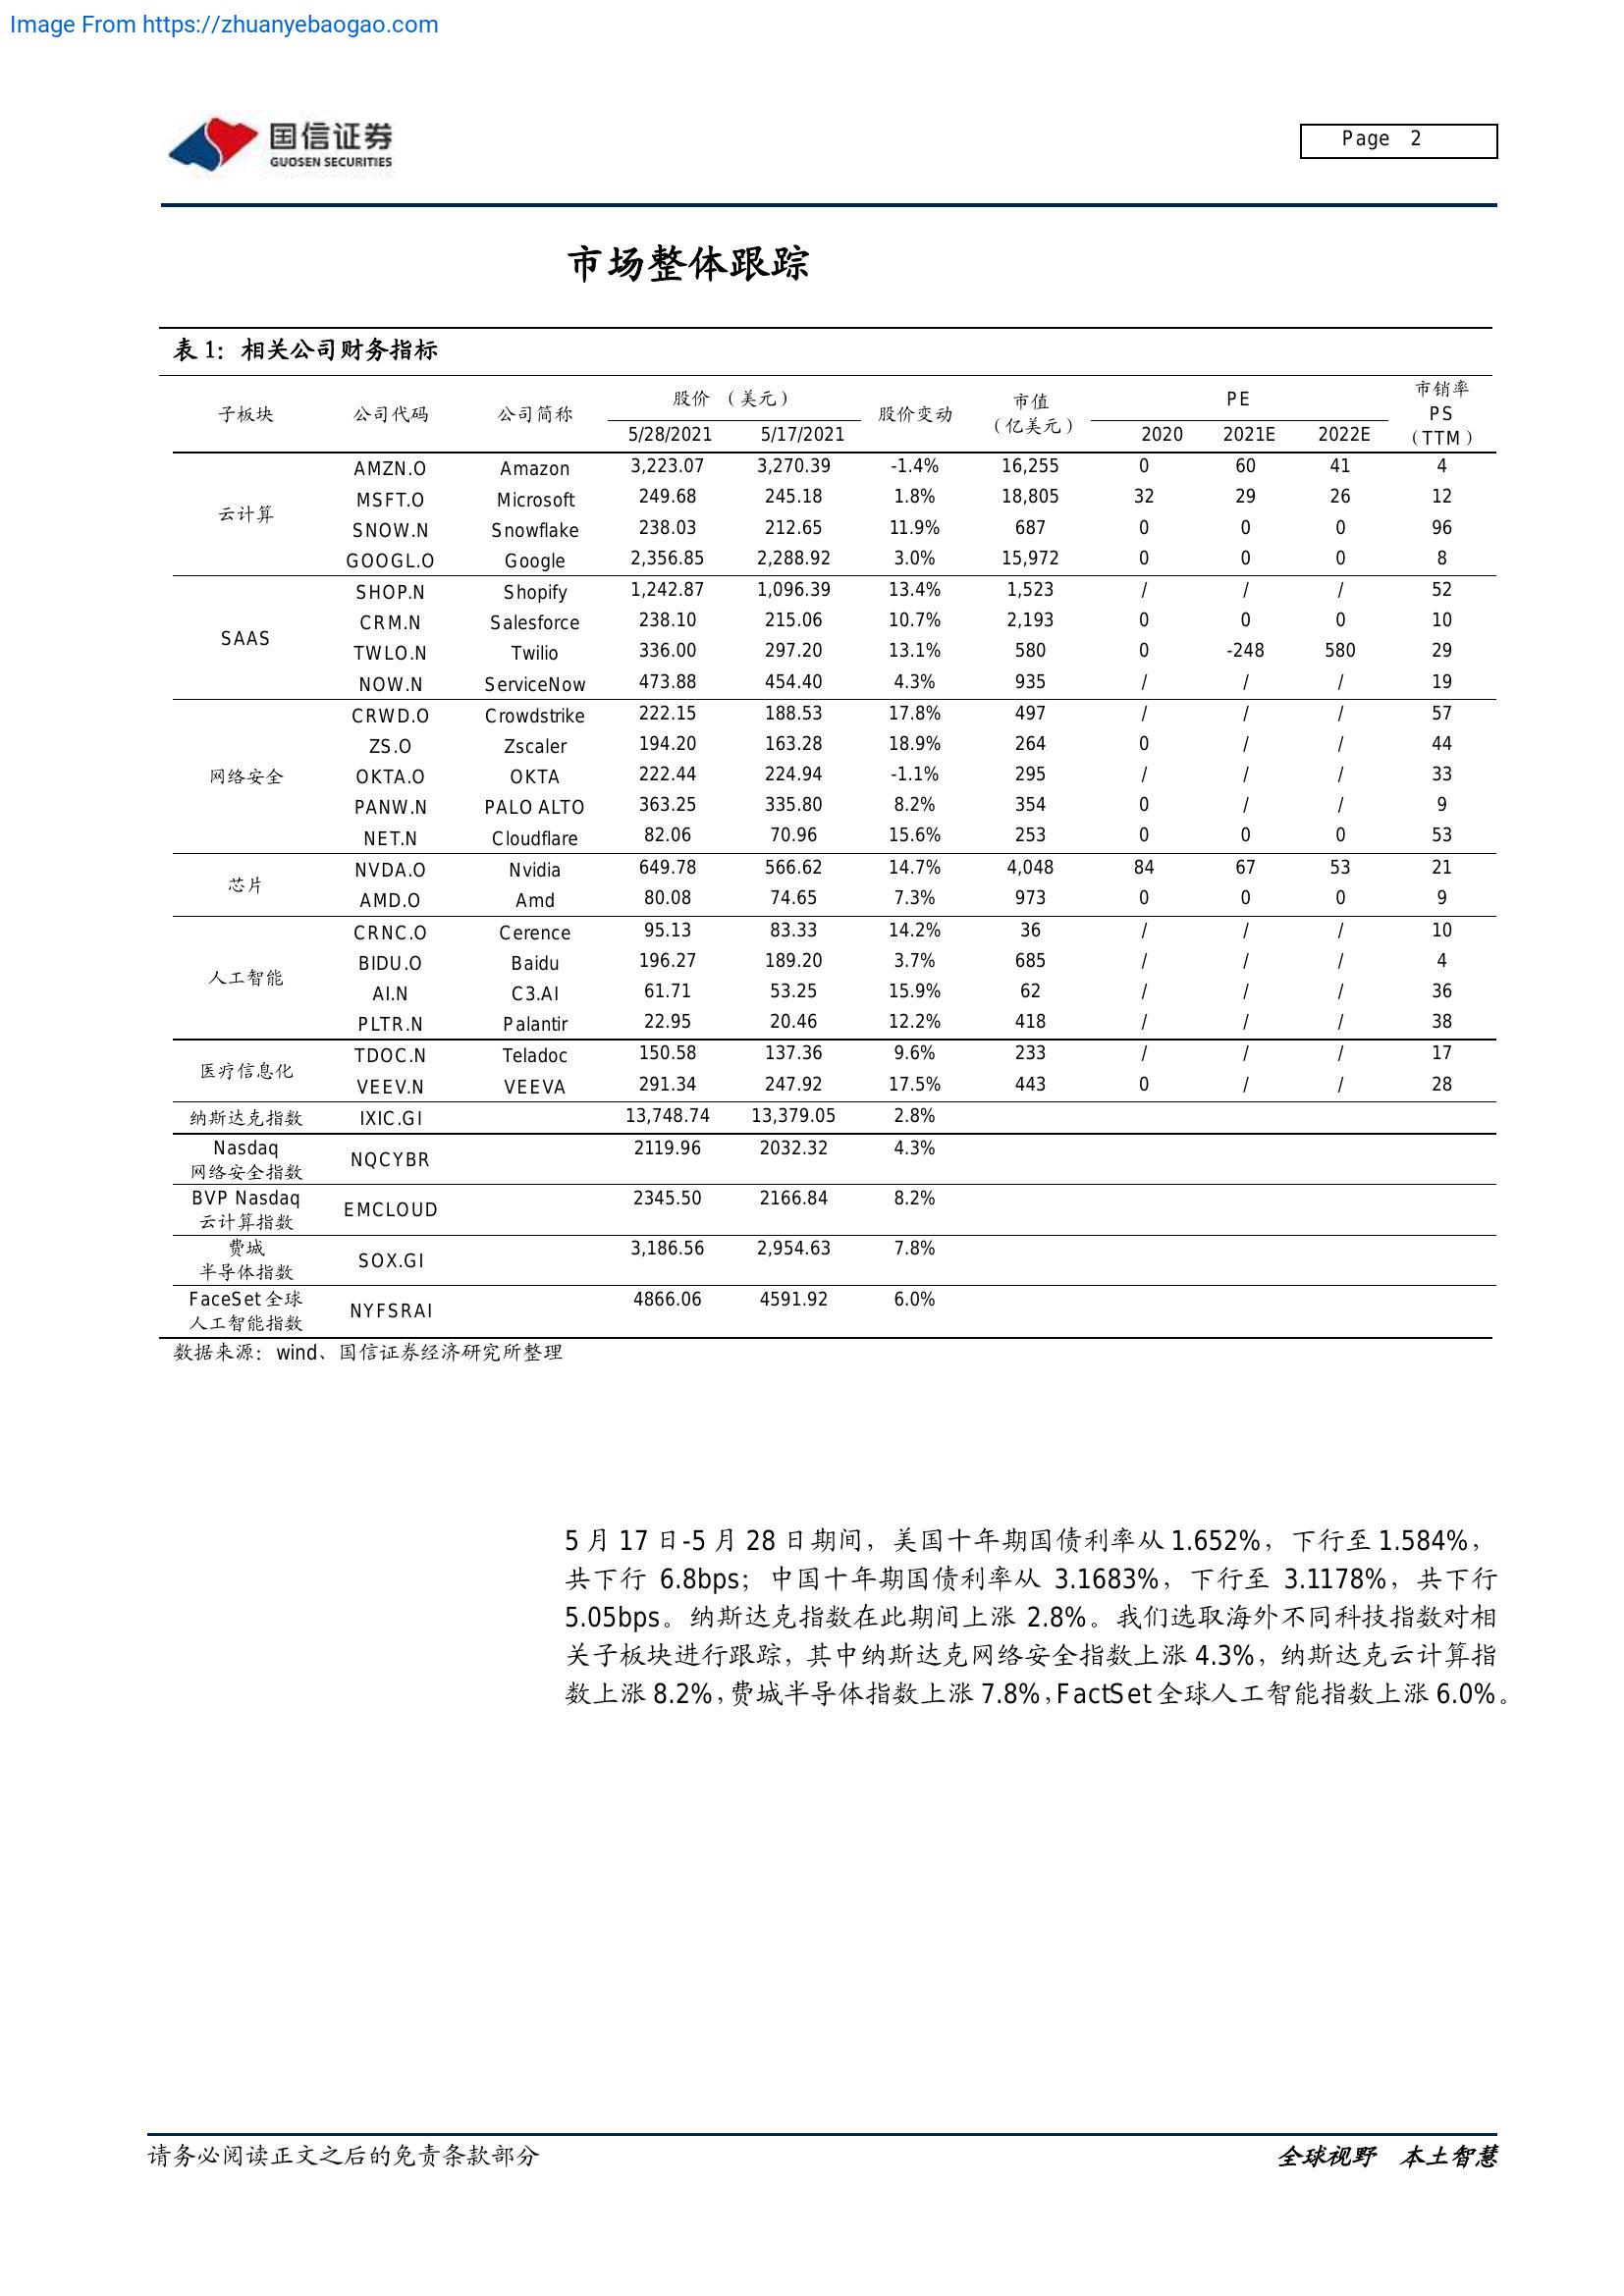 Image From https://zhuanyebaogao.com
国信证券
GUOSEN SECURITIES
Page 2
市场整体跟踪
表 1：相关公司财务指标
子板块 公司代码 公司简称 股价 （美元） 股价变动 市值（亿美元） PE 市销率 PS（TTM）
5/28/2021 5/17/2021 2020 2021E 2022E
云计算 AMZN.O Amazon 3,223.07 3,270.39 -1.4% 16,255 0 60 41 4
MSFT.O Microsoft 249.68 245.18 1.8% 18,805 32 29 26 12
SNOW.N Snowflake 238.03 212.65 11.9% 687 0 0 0 96
GOOGL.O Google 2,356.85 2,288.92 3.0% 15,972 0 0 0 8
SAAS SHOP.N Shopify 1,242.87 1,096.39 13.4% 1,523 / / / 52
CRM.N Salesforce 238.10 215.06 10.7% 2,193 0 0 0 10
TWLO.N Twilio 336.00 297.20 13.1% 580 0 -248 580 29
NOW.N ServiceNow 473.88 454.40 4.3% 935 / / / 19
网络安全 CRWD.O Crowdstrike 222.15 188.53 17.8% 497 / / / 57
ZS.O Zscaler 194.20 163.28 18.9% 264 0 / / 44
OKTA.O OKTA 222.44 224.94 -1.1% 295 / / / 33
PANW.N PALO ALTO 363.25 335.80 8.2% 354 0 / / 9
NET.N Cloudflare 82.06 70.96 15.6% 253 0 0 0 53
芯片 NVDA.O Nvidia 649.78 566.62 14.7% 4,048 84 67 53 21
AMD.O Amd 80.08 74.65 7.3% 973 0 0 0 9
人工智能 CRNC.O Cerence 95.13 83.33 14.2% 36 / / / 10
BIDU.O Baidu 196.27 189.20 3.7% 685 / / / 4
AI.N C3.AI 61.71 53.25 15.9% 62 / / / 36
PLTR.N Palantir 22.95 20.46 12.2% 418 / / / 38
医疗信息化 TDOC.N Teladoc 150.58 137.36 9.6% 233 / / / 17
VEEV.N VEEVA 291.34 247.92 17.5% 443 0 / / 28
纳斯达克指数 IXIC.GI 13,748.74 13,379.05 2.8%
Nasdaq
网络安全指数 NQCYBR 2119.96 2032.32 4.3%
BVP Nasdaq
云计算指数 EMCLOUD 2345.50 2166.84 8.2%
费城
半导体指数 SOX.GI 3,186.56 2,954.63 7.8%
FaceSet 全球
人工智能指数 NYFSRAI 4866.06 4591.92 6.0%
数据来源：wind、国信证券经济研究所整理
5 月 17 日-5 月 28 日期间，美国十年期国债利率从 1.652%，下行至 1.584%，
共下行 6.8bps；中国十年期国债利率从 3.1683%，下行至 3.1178%，共下行
5.05bps。纳斯达克指数在此期间上涨 2.8%。我们选取海外不同科技指数对相
关子板块进行跟踪，其中纳斯达克网络安全指数上涨 4.3%，纳斯达克云计算指
数上涨 8.2%，费城半导体指数上涨 7.8%，FactSet 全球人工智能指数上涨 6.0%。
请务必阅读正文之后的免责条款部分
全球视野 本土智慧